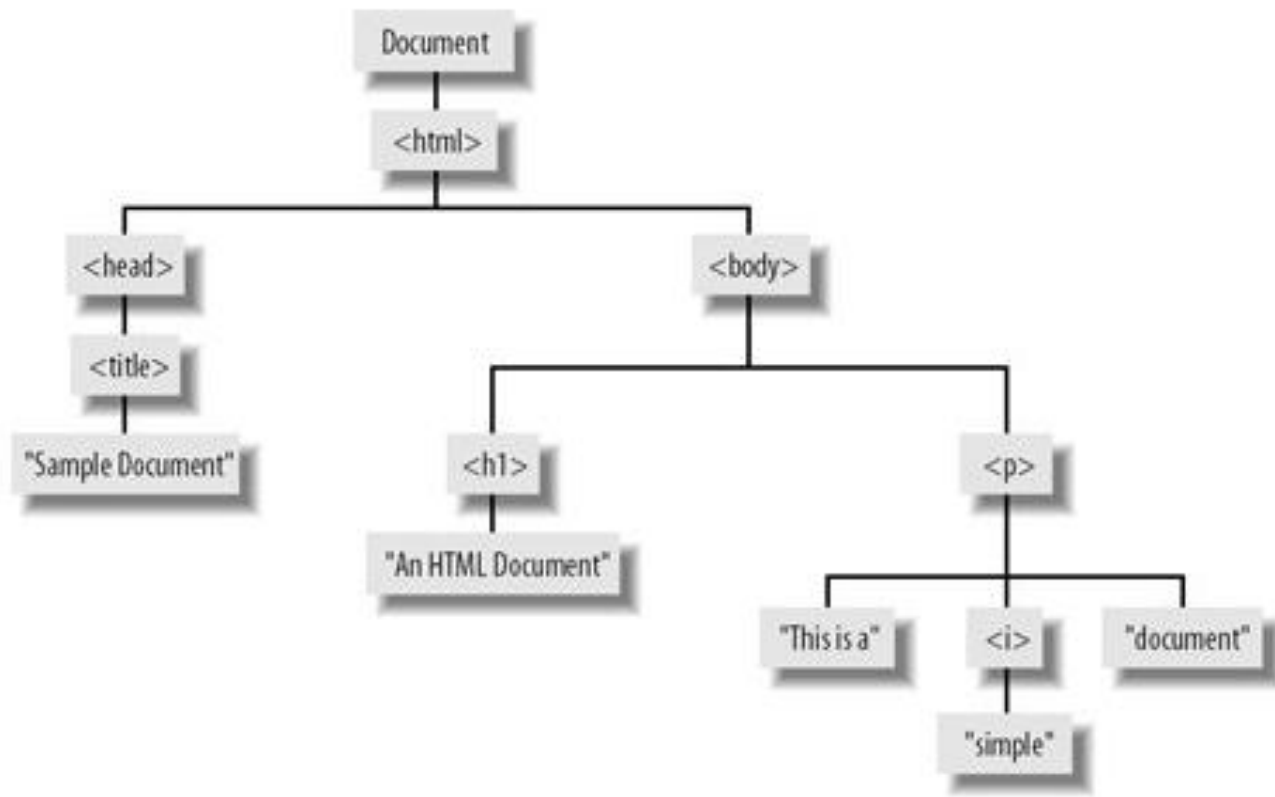 Document
<html>
<head>
<body>
<title>
"Sample Document"
<h1>
<p>
"An HTML Document"
"This is a"
<i>
"document"
"simple"